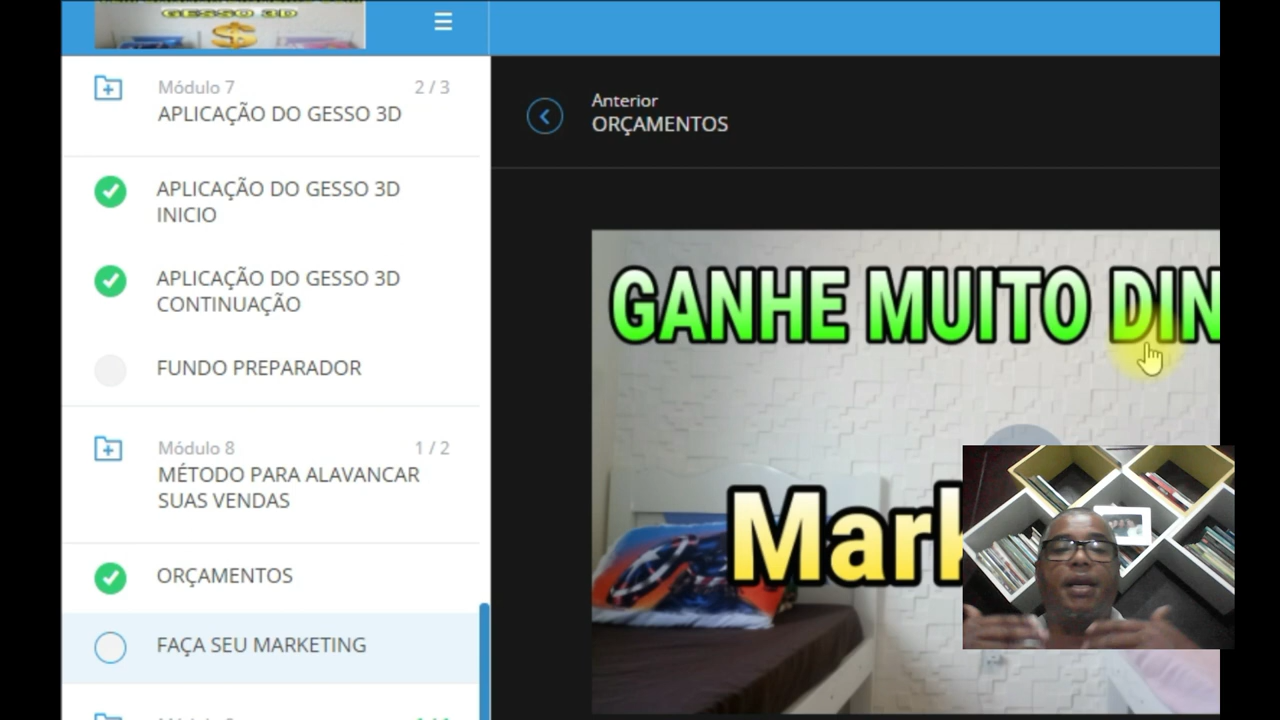 GESSO 3D
$
Módulo 7
2 / 3
APLICAÇÃO DO GESSO 3D
APLICAÇÃO DO GESSO 3D
INICIO
APLICAÇÃO DO GESSO 3D
CONTINUAÇÃO
FUNDO PREPARADOR
Módulo 8
1 / 2
MÉTODO PARA ALAVANCAR
SUAS VENDAS
ORÇAMENTOS
FAÇA SEU MARKETING
Anterior
ORÇAMENTOS
GANHE MUITO DIN
Mark